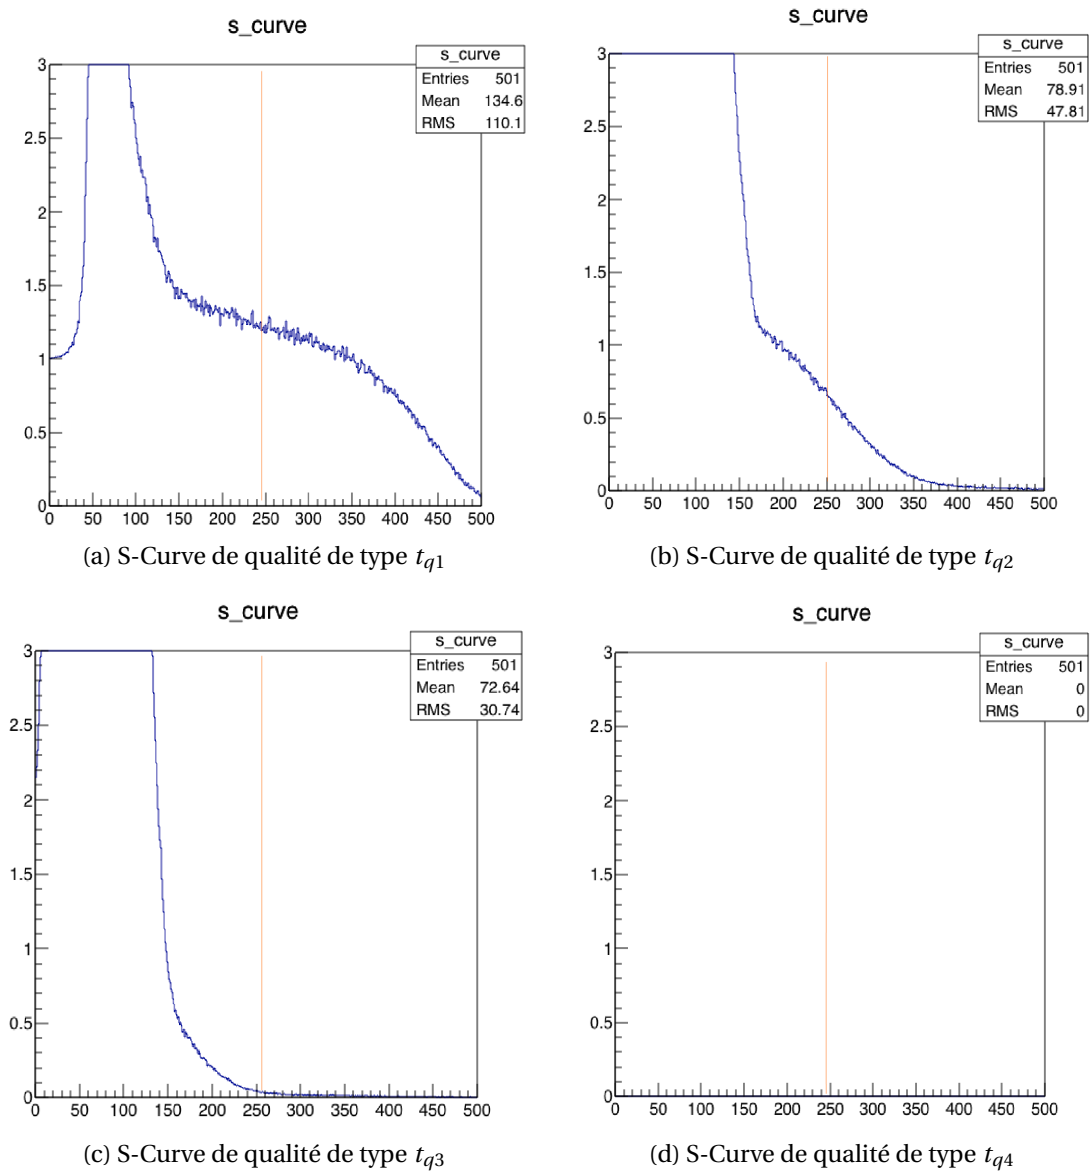 s_curve
s_curve
Entries 501
Mean 134.6
RMS 110.1
3
2.5
2
1.5
1
0.5
0
0 50 100 150 200 250 300 350 400 450 500
(a) S-Curve de qualité de type tq1
s_curve
s_curve
Entries 501
Mean 78.91
RMS 47.81
3
2.5
2
1.5
1
0.5
0
0 50 100 150 200 250 300 350 400 450 500
(b) S-Curve de qualité de type tq2
s_curve
s_curve
Entries 501
Mean 72.64
RMS 30.74
3
2.5
2
1.5
1
0.5
0
0 50 100 150 200 250 300 350 400 450 500
(c) S-Curve de qualité de type tq3
s_curve
s_curve
Entries 501
Mean 0
RMS 0
3
2.5
2
1.5
1
0.5
0
0 50 100 150 200 250 300 350 400 450 500
(d) S-Curve de qualité de type tq4